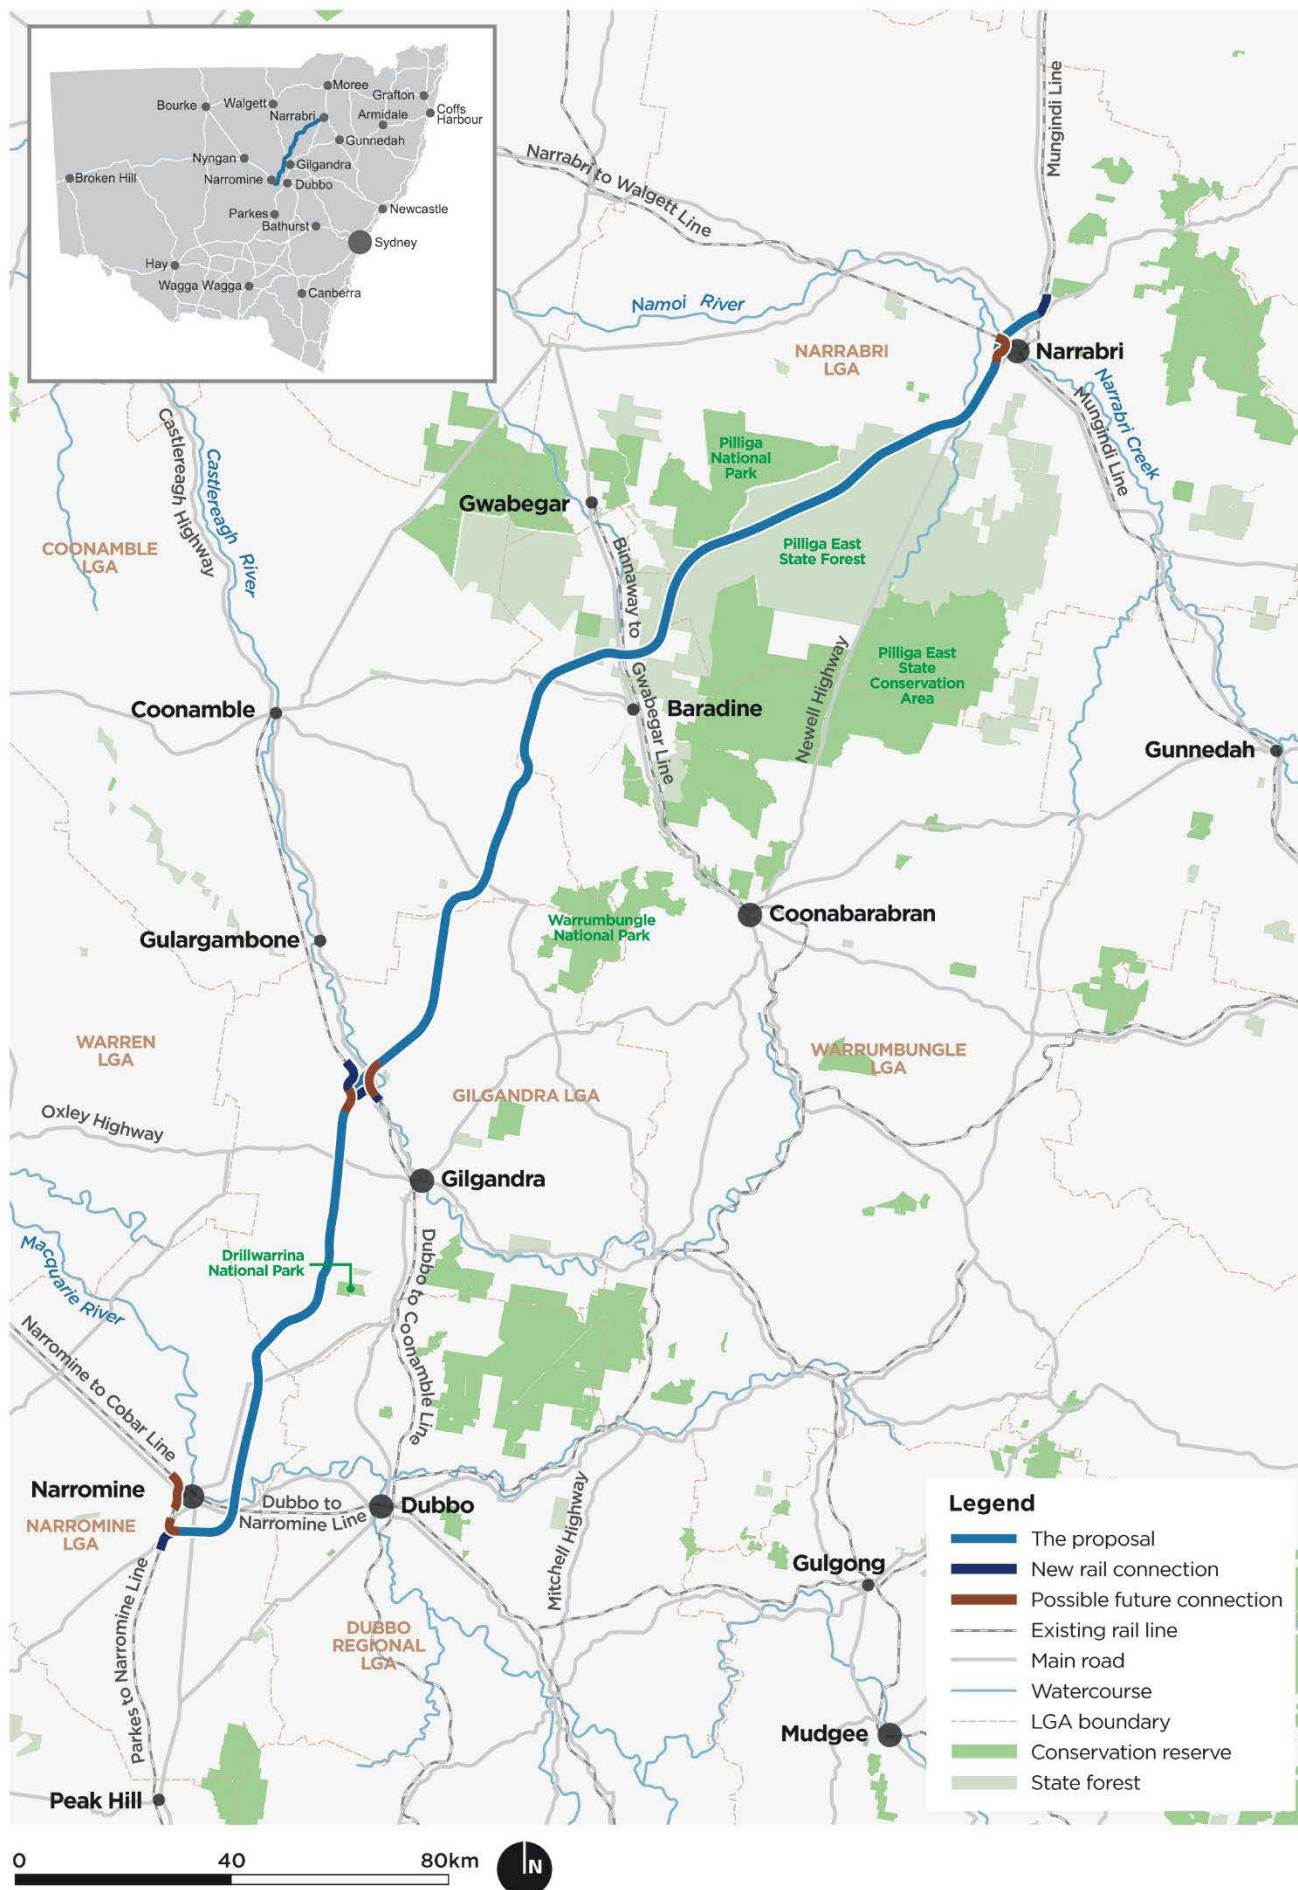 Moree
Bourke
Walgett
Grafton
Narrabri
Armidale
Coffs
Harbour
Gunnedah
Nyngan
Gilgandra
Broken Hill
Narromine
Dubbo
Newcastle
Parkes
Bathurst
Sydney
Hay
Wagga Wagga
Canberra
Mungindi Line
Narrabri to Walgett Line
Namoi River
NARRABRI
LGA
Narrabri
Narrabri Creek
Mungindi Line
Castlereagh Highway
Castlereagh River
Pilliga
National
Park
Gwabegar
COONAMBLE
LGA
Binnaway to
Gwabegar Line
Pilliga East
State Forest
Newell Highway
Pilliga East
State
Conservation
Area
Coonamble
Baradine
Gunnedah
Warrumbungle
National Park
Coonabarabran
Gulargambone
WARREN
LGA
WARRUMBUNGLE
LGA
GILGANDRA LGA
Oxley Highway
Gilgandra
Macquarie River
Drillwarrina
National Park
Dubbo to Coonamble Line
Narromine to Cobar Line
Narromine
Dubbo to
Narromine Line
Dubbo
NARROMINE
LGA
Mitchell Highway
Parkes to Narromine Line
DUBBO
REGIONAL
LGA
Gulgong
Mudgee
Peak Hill
Legend
The proposal
New rail connection
Possible future connection
Existing rail line
Main road
Watercourse
LGA boundary
Conservation reserve
State forest
0 40 80km
N